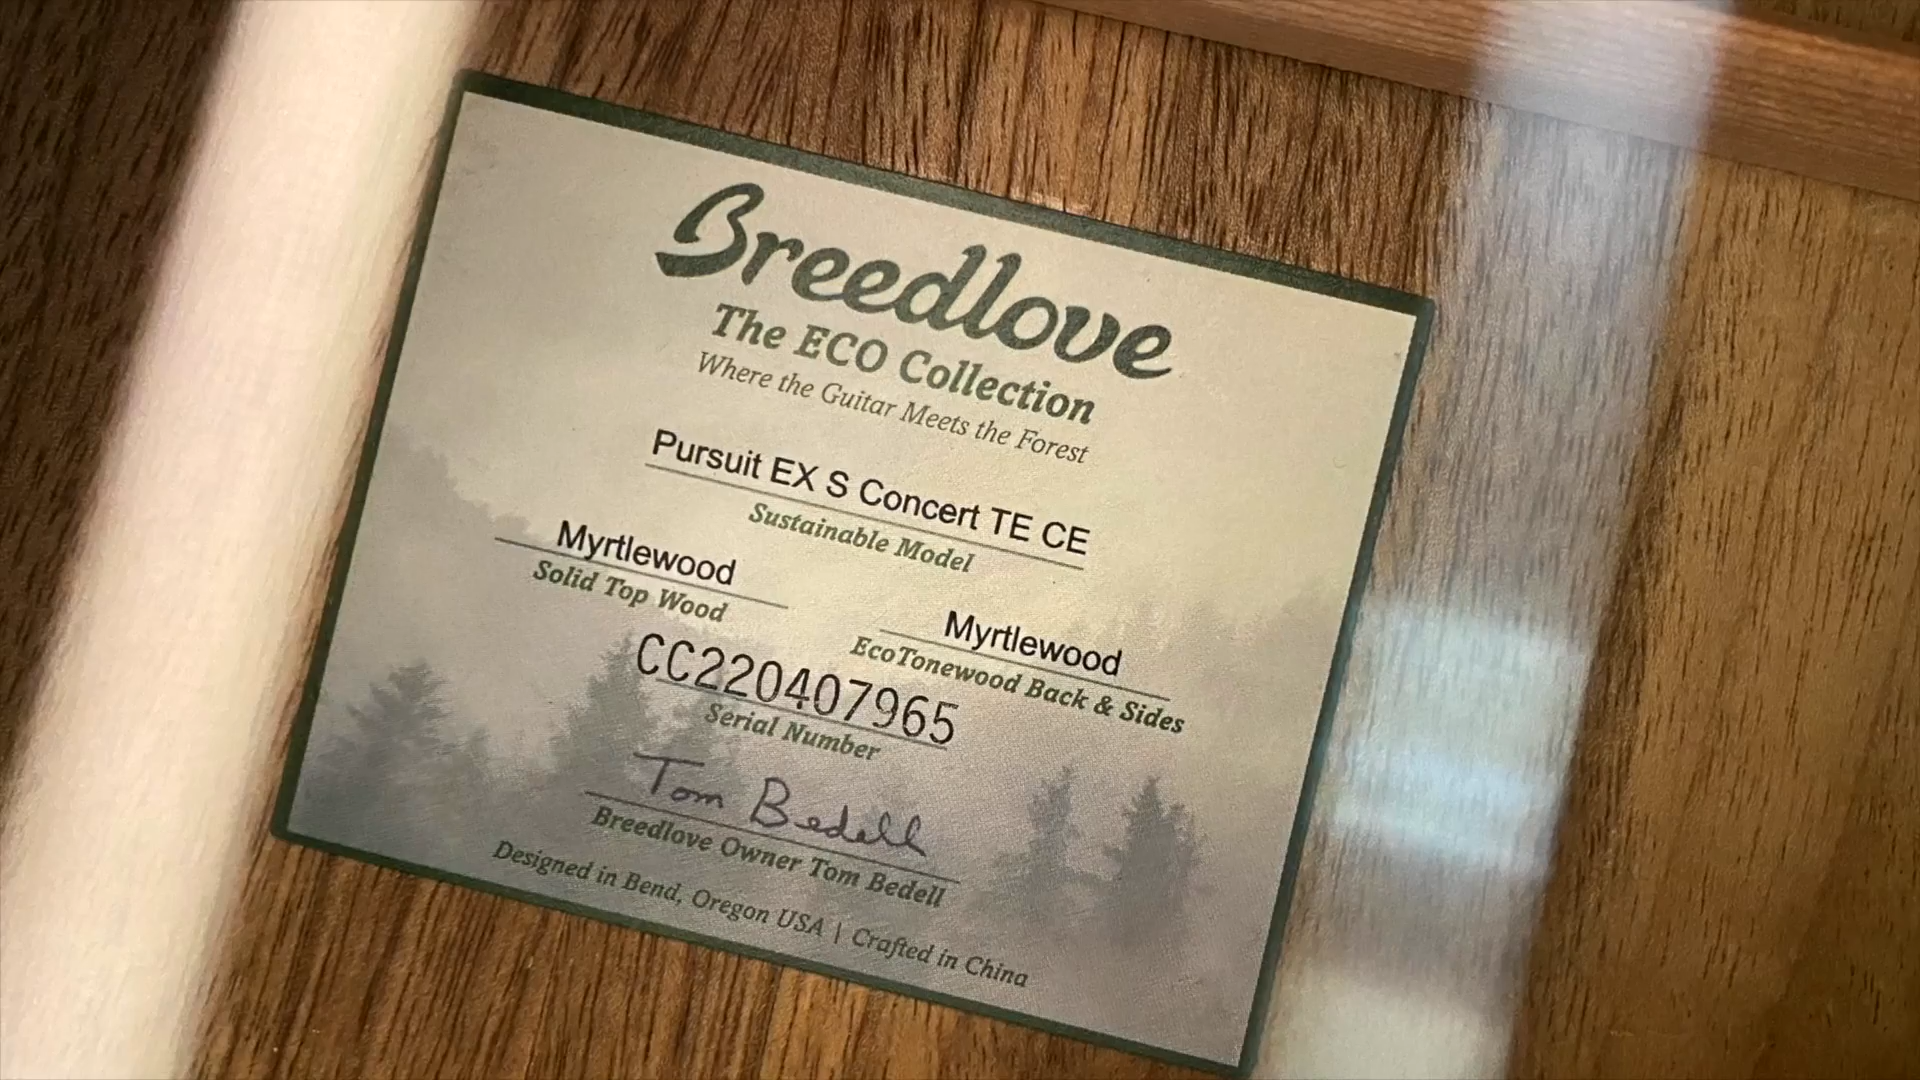 Breedlove
The ECO Collection
Where the Guitar Meets the Forest
Pursuit EX S Concert TE CE
Sustainable Model
Myrtlewood
Solid Top Wood
Myrtlewood
EcoTonewood Back & Sides
CC220407965
Serial Number
Tom Bedell
Breedlove Owner Tom Bedell
Designed in Bend, Oregon USA | Crafted in China